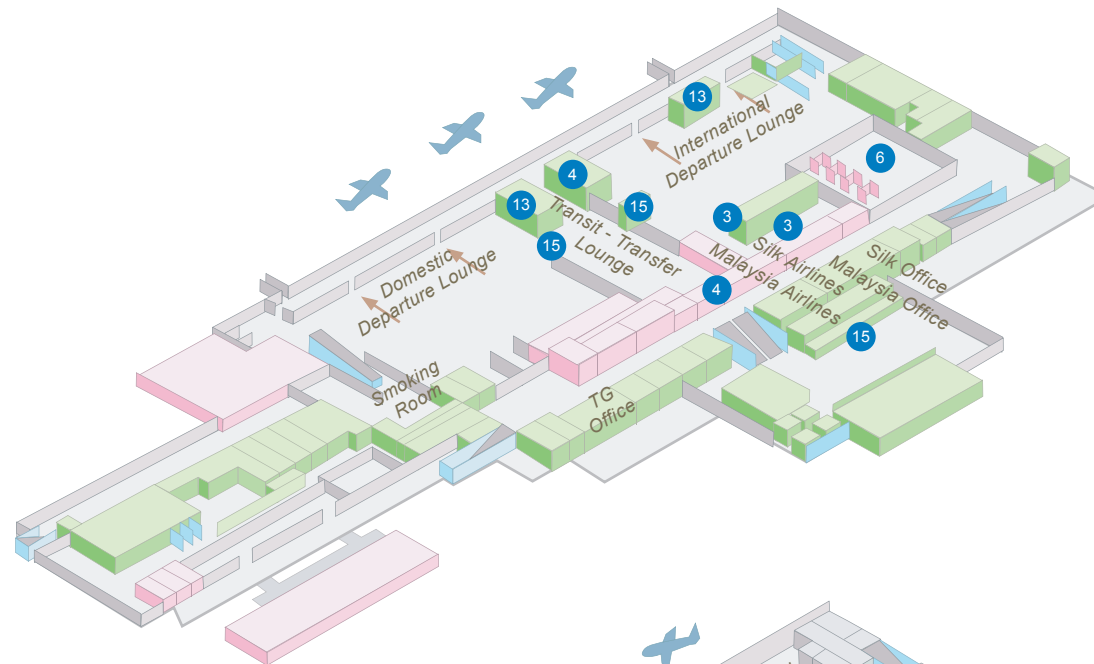 13
International
Departure Lounge
6
4
13
15
3
3
15
Transit - Transfer
Lounge
Domestic
Departure Lounge
Silk Airlines
Malaysia Airlines
Silk Office
Malaysia Office
4
15
Smoking
Room
TG
Office